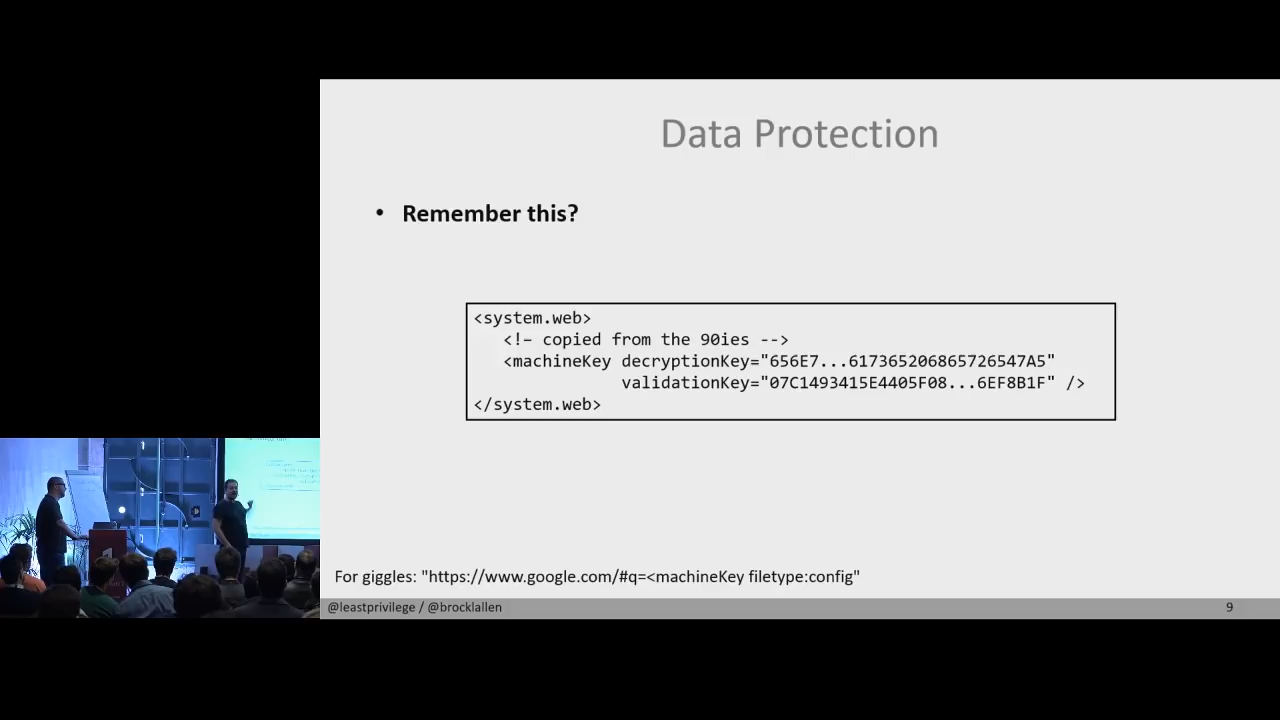 Data Protection
• Remember this?
<system.web>
<!– copied from the 90ies -->
<machineKey decryptionKey="656E7...617365206865726547A5"
validationKey="07C1493415E4405F08...6EF8B1F" />
</system.web>
For giggles: "https://www.google.com/#q=<machineKey filetype:config"
@leastprivilege / @brocklallen
9